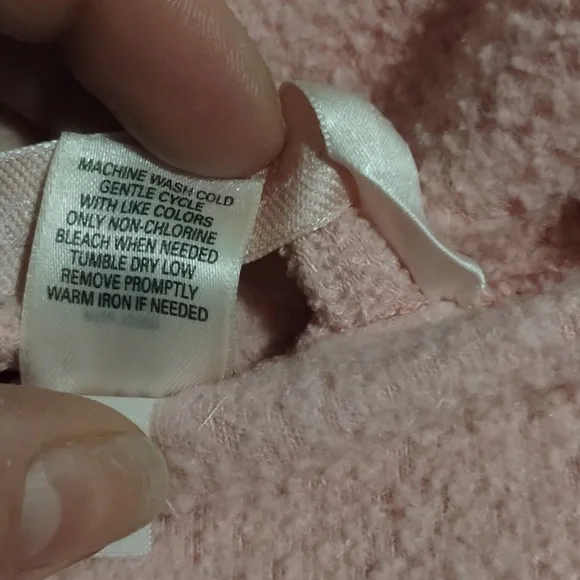 MACHINE WASH COLD
GENTLE CYCLE
WITH LIKE COLORS
ONLY NON-CHLORINE
BLEACH WHEN NEEDED
TUMBLE DRY LOW
REMOVE PROMPTLY
WARM IRON IF NEEDED